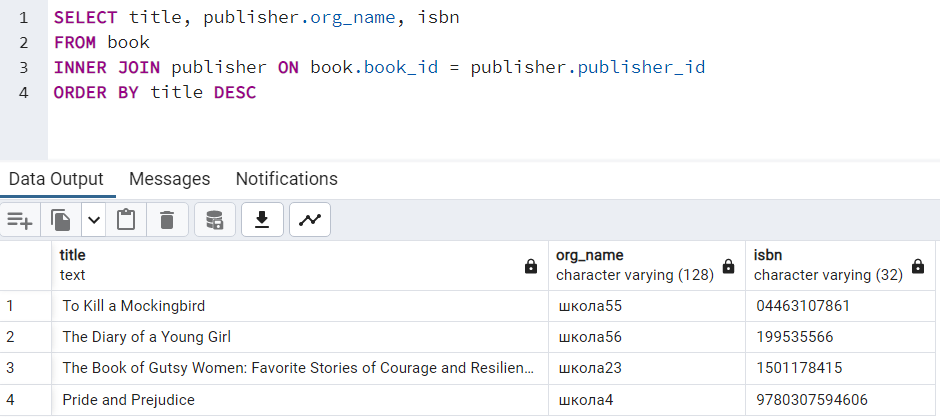 1 SELECT title, publisher.org_name, isbn
2 FROM book
3 INNER JOIN publisher ON book.book_id = publisher.publisher_id
4 ORDER BY title DESC
Data Output Messages Notifications
title org_name isbn
text character varying (128) character varying (32)
1 To Kill a Mockingbird школа55 04463107861
2 The Diary of a Young Girl школа56 199535566
3 The Book of Gutsy Women: Favorite Stories of Courage and Resilien... школа23 1501178415
4 Pride and Prejudice школа4 9780307594606